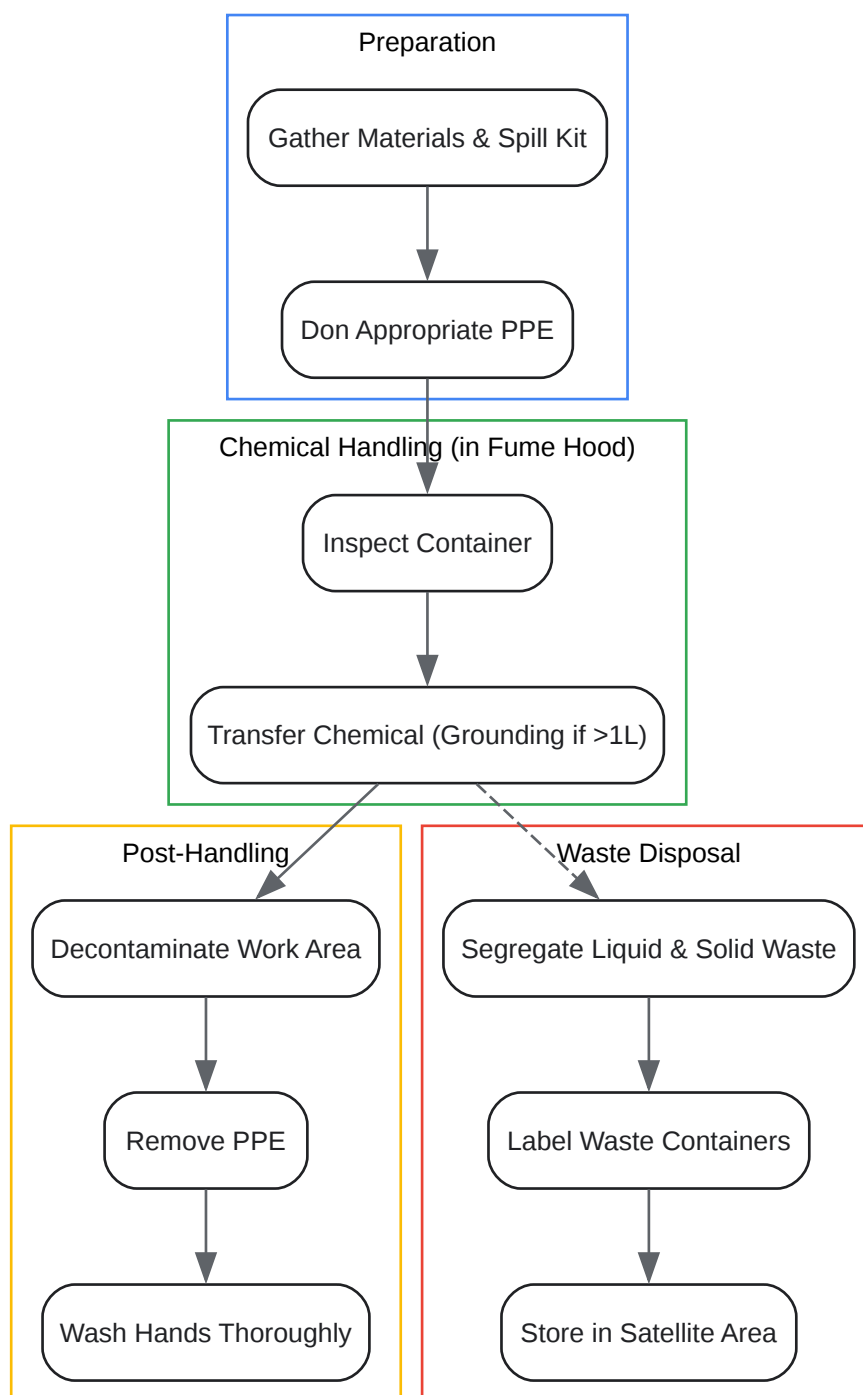 Preparation
Gather Materials & Spill Kit
Don Appropriate PPE
Chemical Handling (in Fume Hood)
Inspect Container
Transfer Chemical (Grounding if >1L)
Post-Handling
Decontaminate Work Area
Remove PPE
Wash Hands Thoroughly
Waste Disposal
Segregate Liquid & Solid Waste
Label Waste Containers
Store in Satellite Area